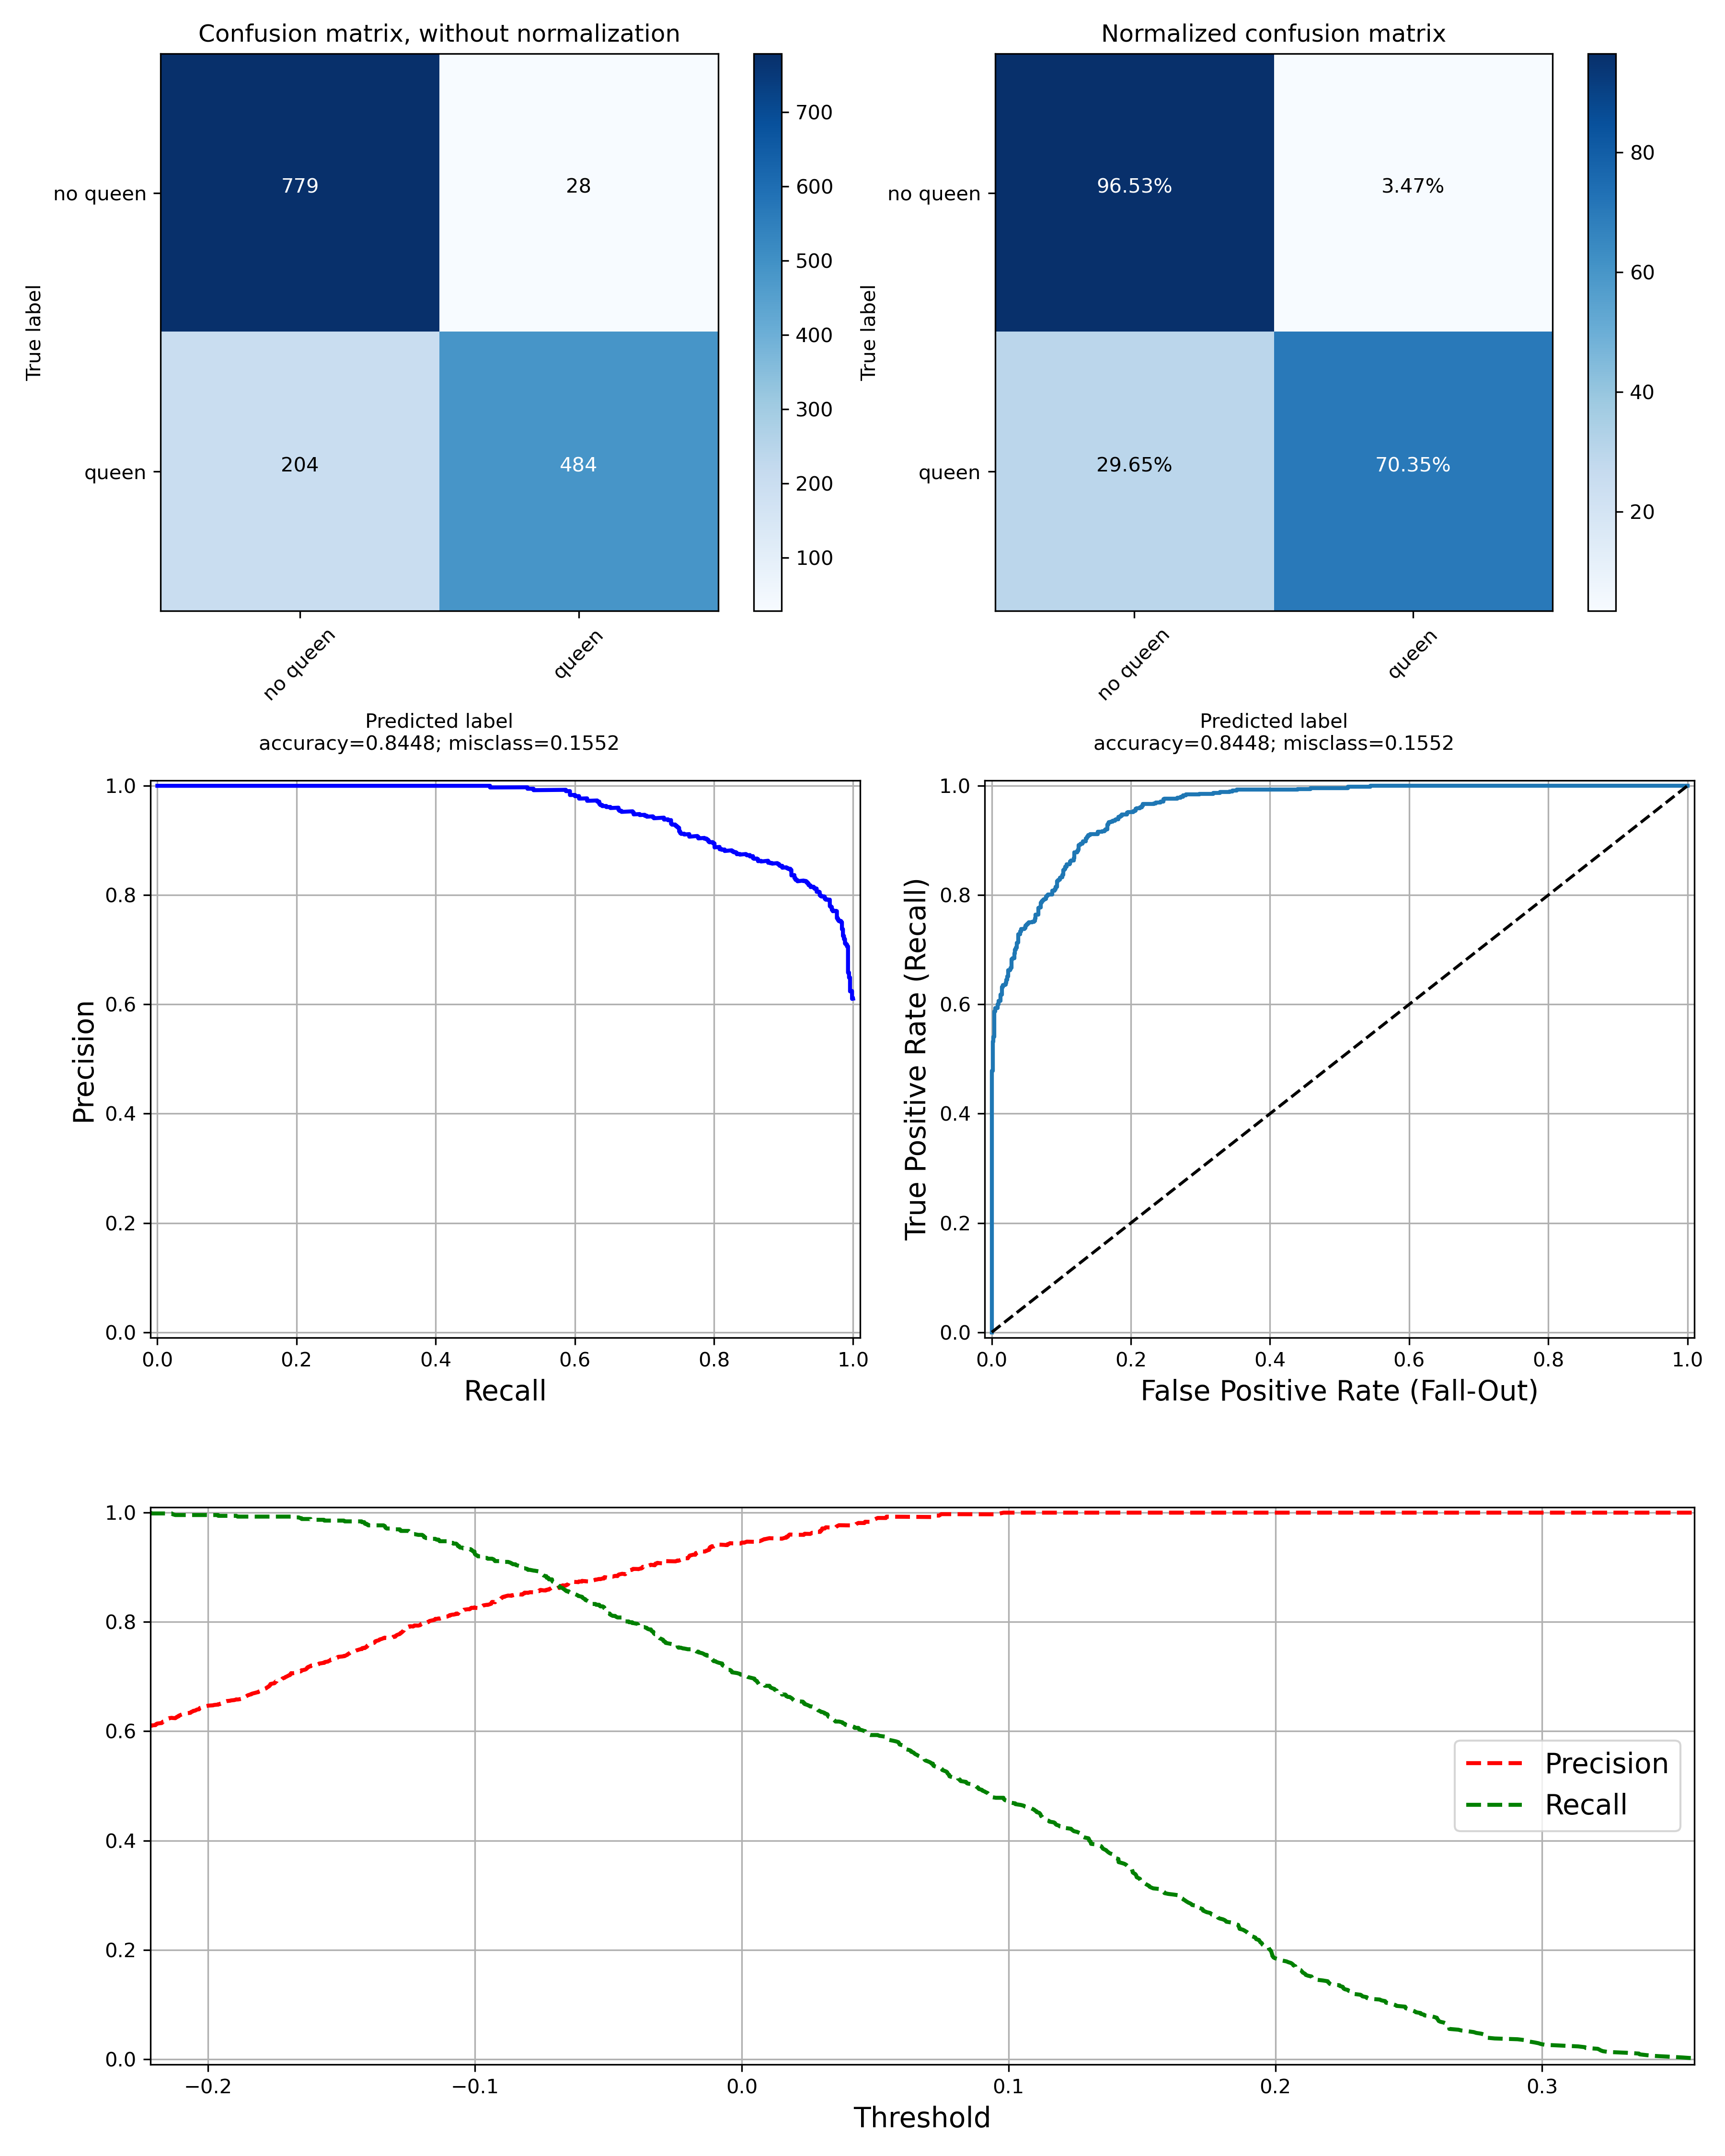 Confusion matrix, without normalization
no queen
queen
True label
779
28
204
484
700
600
500
400
300
200
100
no queen
queen
Predicted label
accuracy=0.8448; misclass=0.1552
Normalized confusion matrix
no queen
queen
True label
96.53%
3.47%
29.65%
70.35%
80
60
40
20
no queen
queen
Predicted label
accuracy=0.8448; misclass=0.1552
1.0
0.8
0.6
0.4
0.2
0.0
Precision
0.0
0.2
0.4
0.6
0.8
1.0
Recall
1.0
0.8
0.6
0.4
0.2
0.0
True Positive Rate (Recall)
0.0
0.2
0.4
0.6
0.8
1.0
False Positive Rate (Fall-Out)
1.0
0.8
0.6
0.4
0.2
0.0
Precision
Recall
−0.2
−0.1
0.0
0.1
0.2
0.3
Threshold